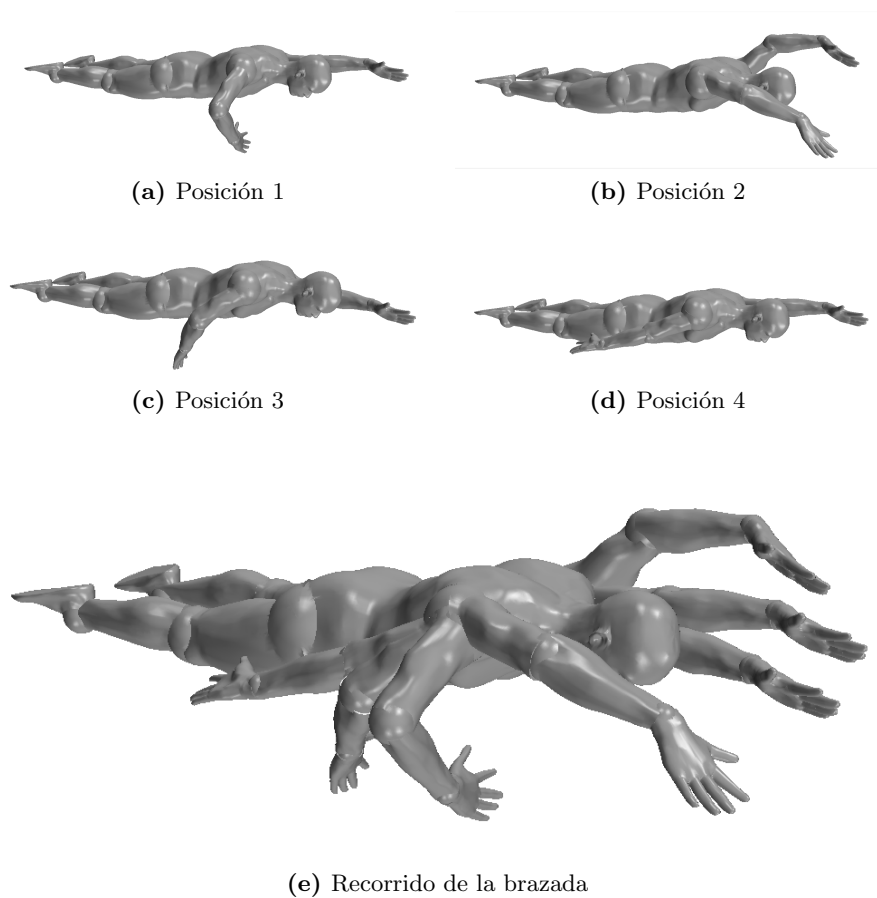 (a) Posición 1
(b) Posición 2
(c) Posición 3
(d) Posición 4
(e) Recorrido de la brazada